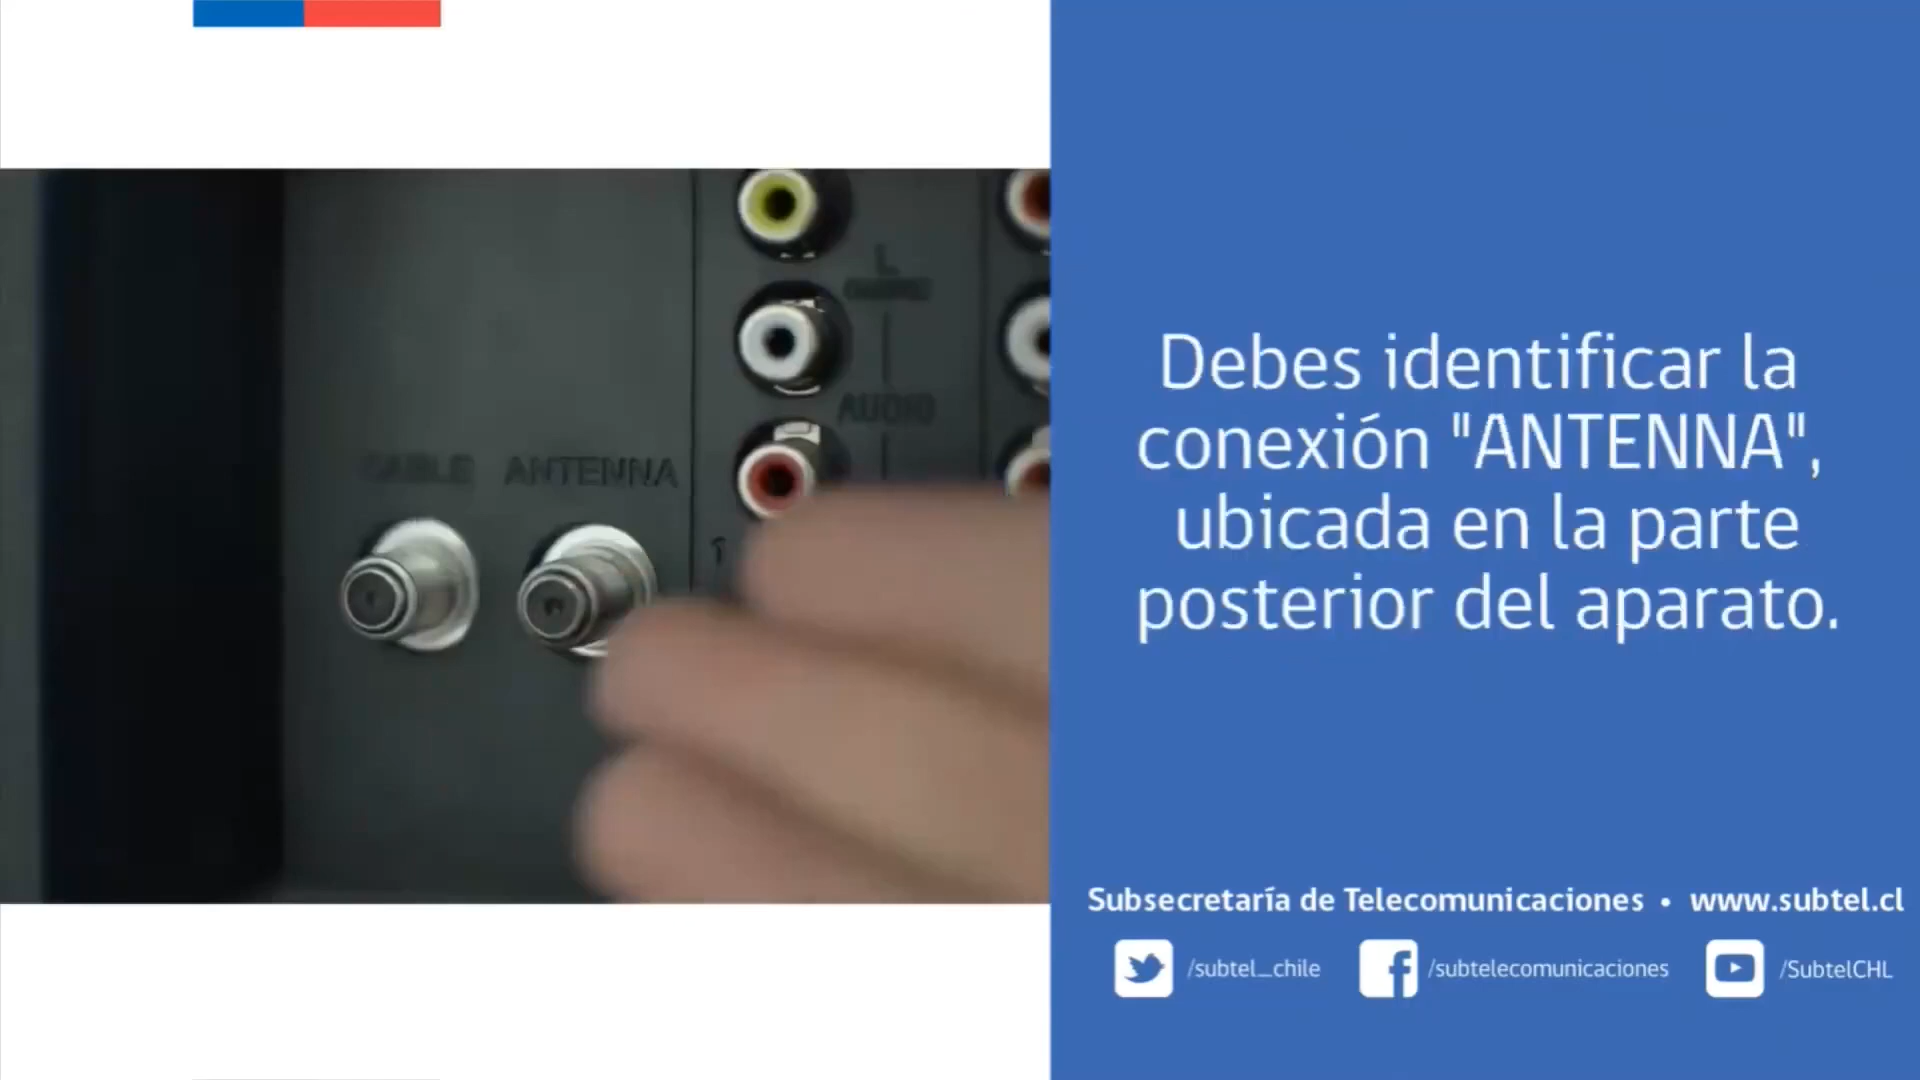 L
AUDIO
CABLE ANTENNA
Debes identificar la
conexión "ANTENNA",
ubicada en la parte
posterior del aparato.
Subsecretaría de Telecomunicaciones • www.subtel.cl
/subtel_chile /subtelecomunicaciones /SubtelCHL